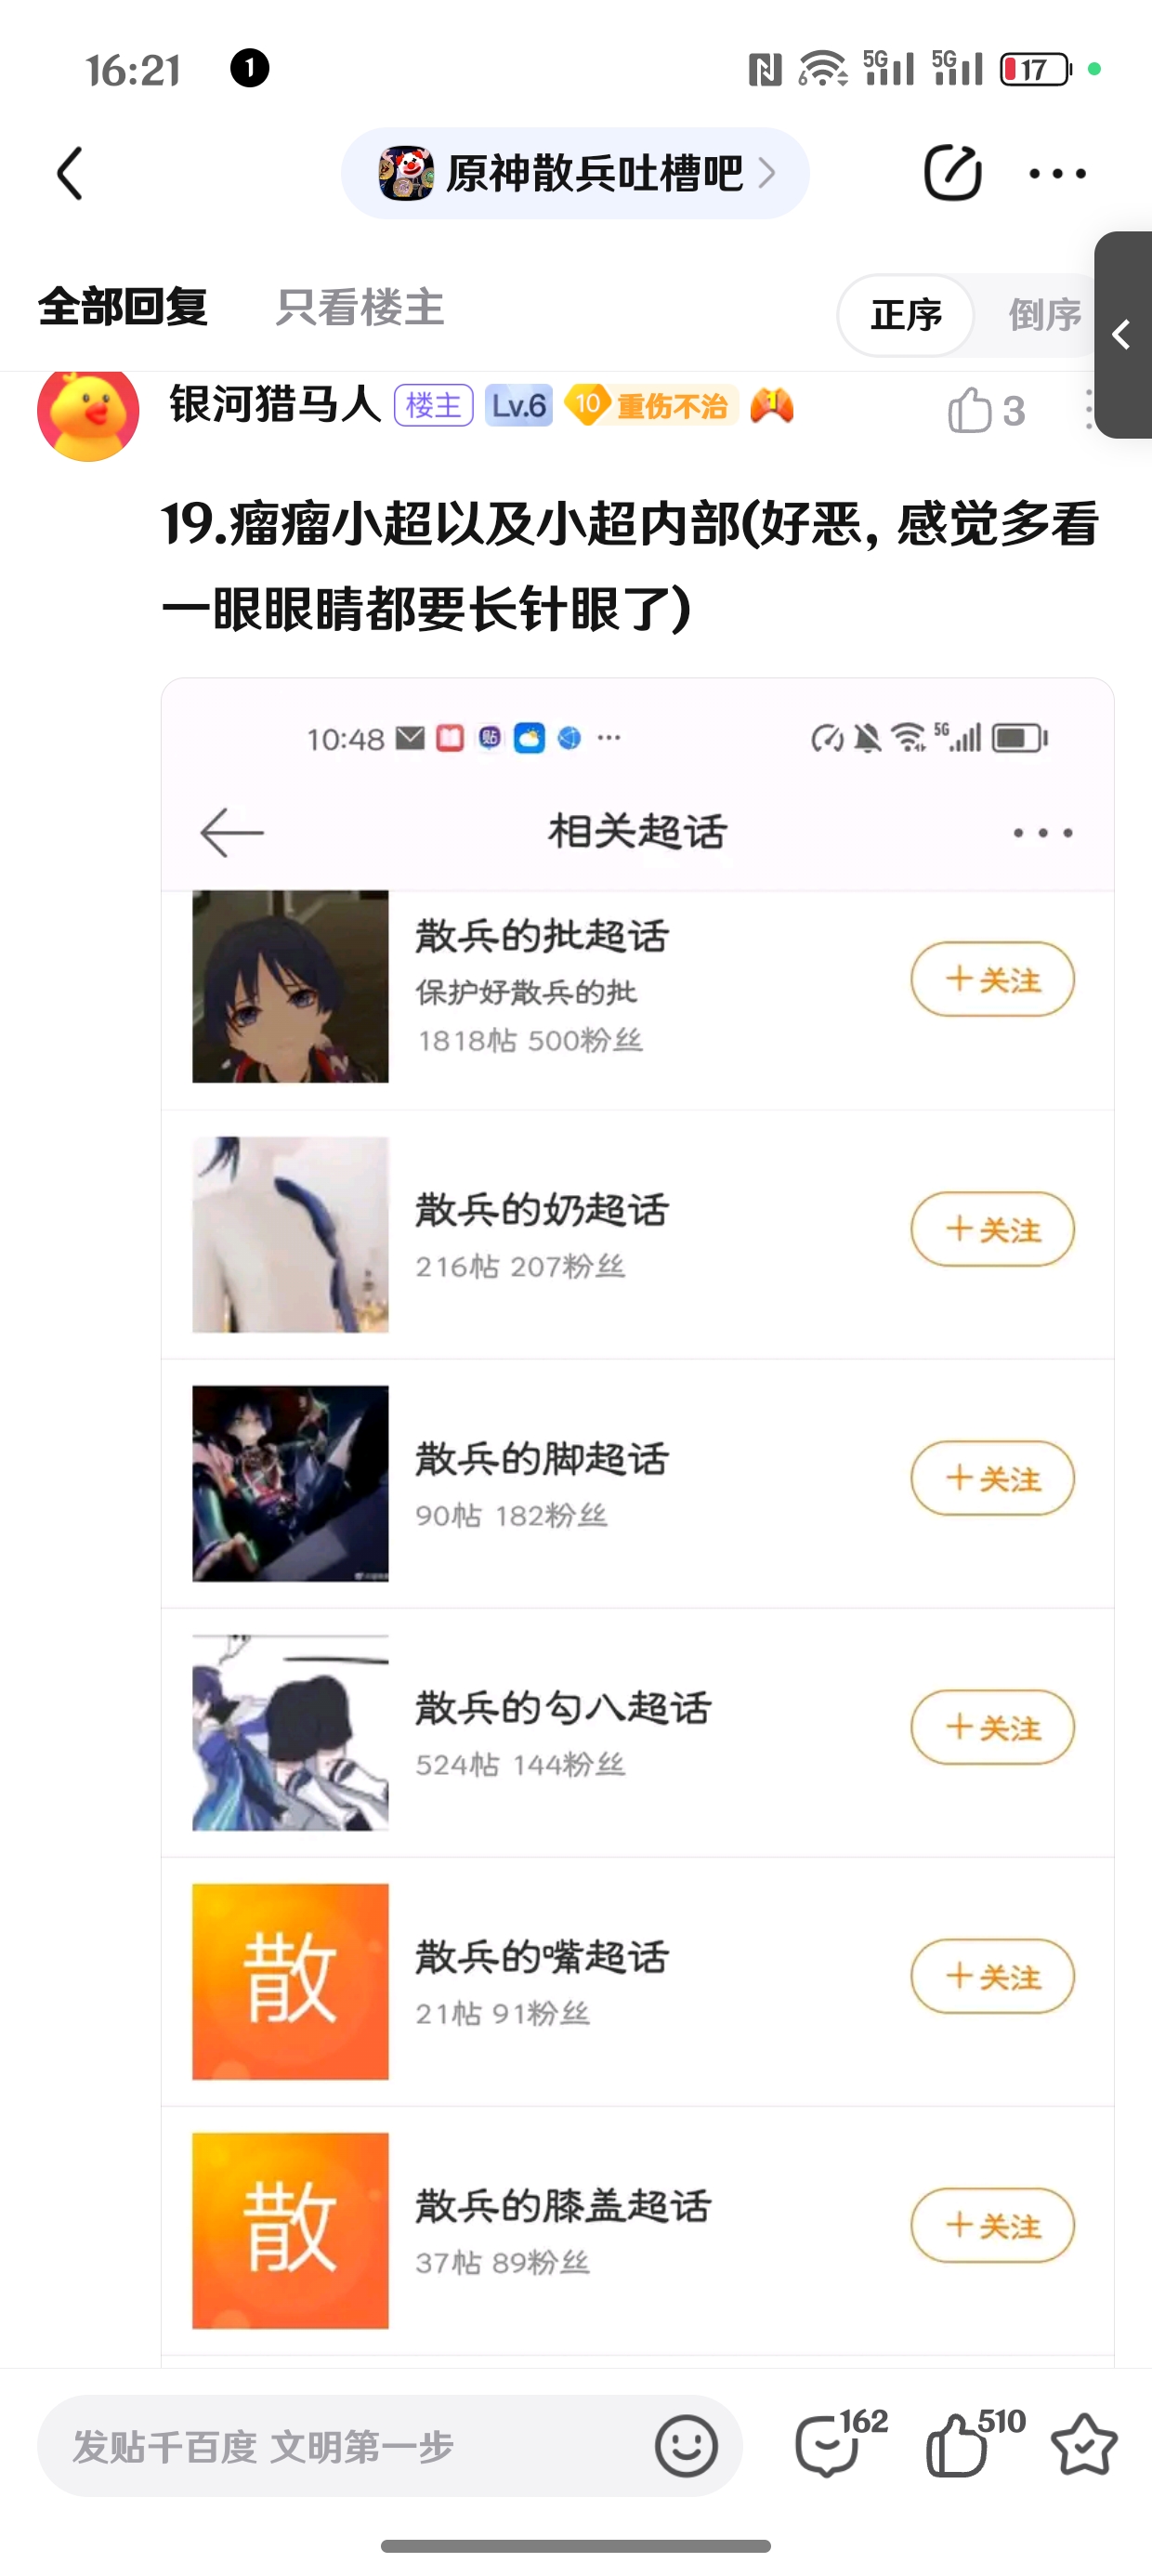 16:21
1
6
5G
5G
17
原神散兵吐槽吧
全部回复
只看楼主
正序
倒序
银河猎马人
楼主
Lv.6
10
重伤不治
1
3
19.瘤瘤小超以及小超内部(好恶, 感觉多看
一眼眼睛都要长针眼了)
10:48
贴
5G
相关超话
散兵的批超话
保护好散兵的批
1818帖 500粉丝
+关注
散兵的奶超话
216帖 207粉丝
+关注
散兵的脚超话
90帖 182粉丝
+关注
散兵的勾八超话
524帖 144粉丝
+关注
散
散兵的嘴超话
21帖 91粉丝
+关注
散
散兵的膝盖超话
37帖 89粉丝
+关注
发贴千百度 文明第一步
162
510